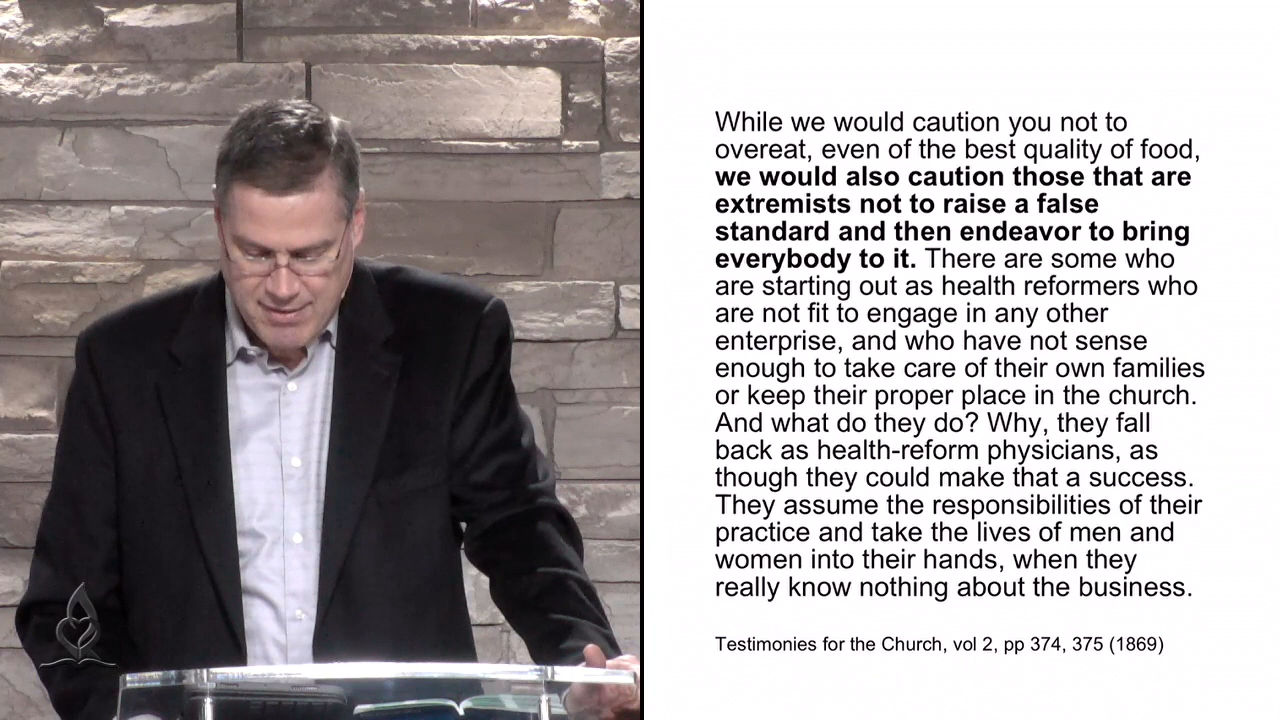 While we would caution you not to
overeat, even of the best quality of food,
we would also caution those that are
extremists not to raise a false
standard and then endeavor to bring
everybody to it. There are some who
are starting out as health reformers who
are not fit to engage in any other
enterprise, and who have not sense
enough to take care of their own families
or keep their proper place in the church.
And what do they do? Why, they fall
back as health-reform physicians, as
though they could make that a success.
They assume the responsibilities of their
practice and take the lives of men and
women into their hands, when they
really know nothing about the business.
Testimonies for the Church, vol 2, pp 374, 375 (1869)